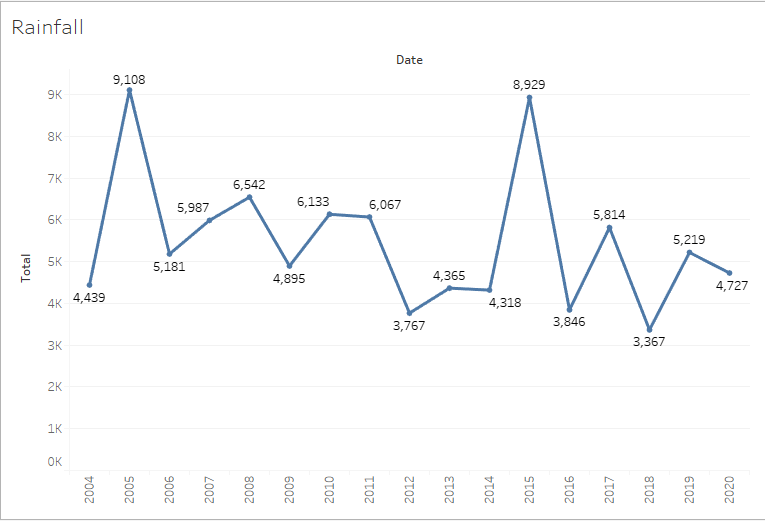 Rainfall
Date
9K
8K
7K
6K
5K
4K
3K
2K
1K
0K
Total
4,439
9,108
5,181
5,987
6,542
4,895
6,133
6,067
3,767
4,365
4,318
8,929
3,846
5,814
3,367
5,219
4,727
2004
2005
2006
2007
2008
2009
2010
2011
2012
2013
2014
2015
2016
2017
2018
2019
2020